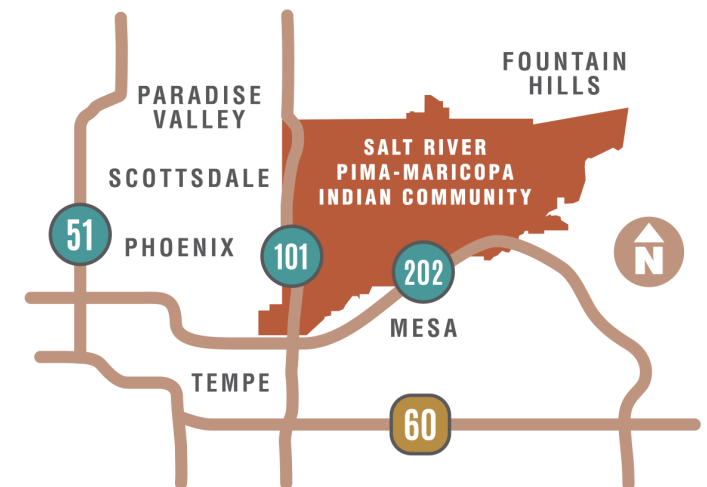 FOUNTAIN
HILLS
PARADISE
VALLEY
SALT RIVER
PIMA-MARICOPA
INDIAN COMMUNITY
SCOTTSDALE
51
PHOENIX
101
202
N
MESA
TEMPE
60